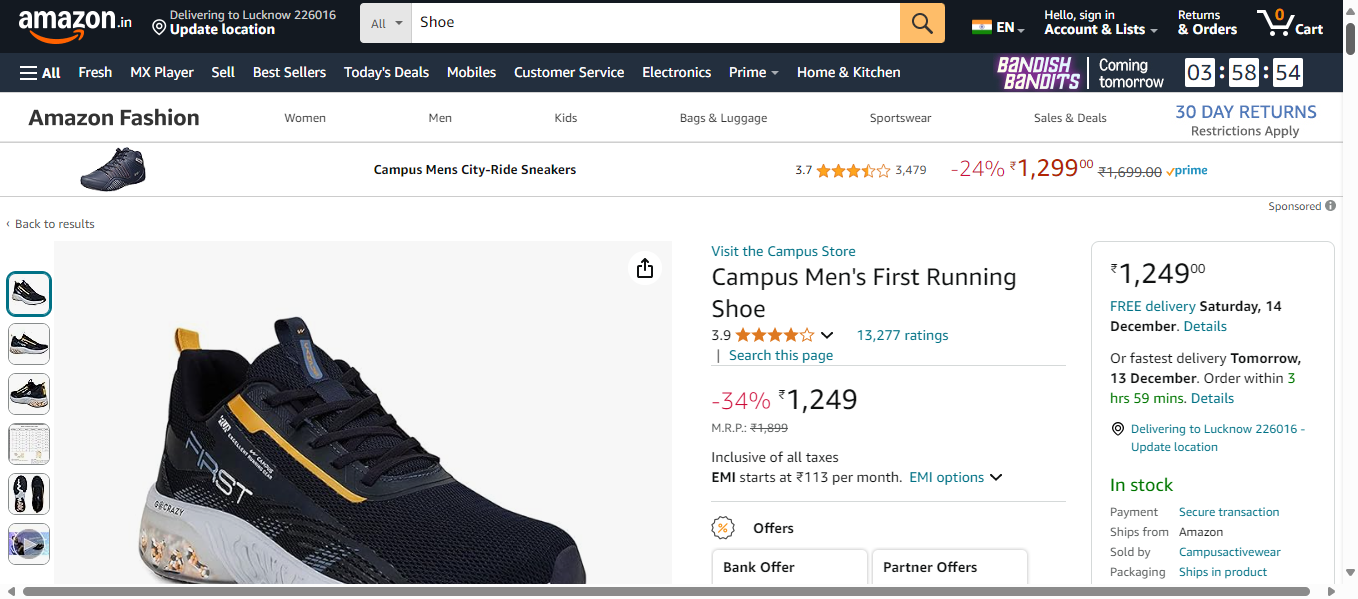 amazon.in
Delivering to Lucknow 226016
Update location
All
Shoe
EN
Hello, sign in
Account & Lists
Returns
& Orders
0
Cart
All Fresh MX Player Sell Best Sellers Today's Deals Mobiles Customer Service Electronics Prime Home & Kitchen
BANDISH BANDITS
Coming
tomorrow
03 : 58 : 54
Amazon Fashion Women Men Kids Bags & Luggage Sportswear Sales & Deals
30 DAY RETURNS
Restrictions Apply
Campus Mens City-Ride Sneakers 3.7 3,479 -24% ₹1,299.00 ₹1,699.00 prime
Sponsored
‹ Back to results
Visit the Campus Store
Campus Men's First Running
Shoe
3.9 13,277 ratings
| Search this page
-34% ₹1,249
M.R.P.: ₹1,899
Inclusive of all taxes
EMI starts at ₹113 per month. EMI options
Offers
Bank Offer Partner Offers
₹1,249.00
FREE delivery Saturday, 14
December. Details
Or fastest delivery Tomorrow,
13 December. Order within 3
hrs 59 mins. Details
Delivering to Lucknow 226016 -
Update location
In stock
Payment Secure transaction
Ships from Amazon
Sold by Campusactivewear
Packaging Ships in product
FIRST
EXCELLENT RUNNING GEAR
CAMPUS
GO CRAZY